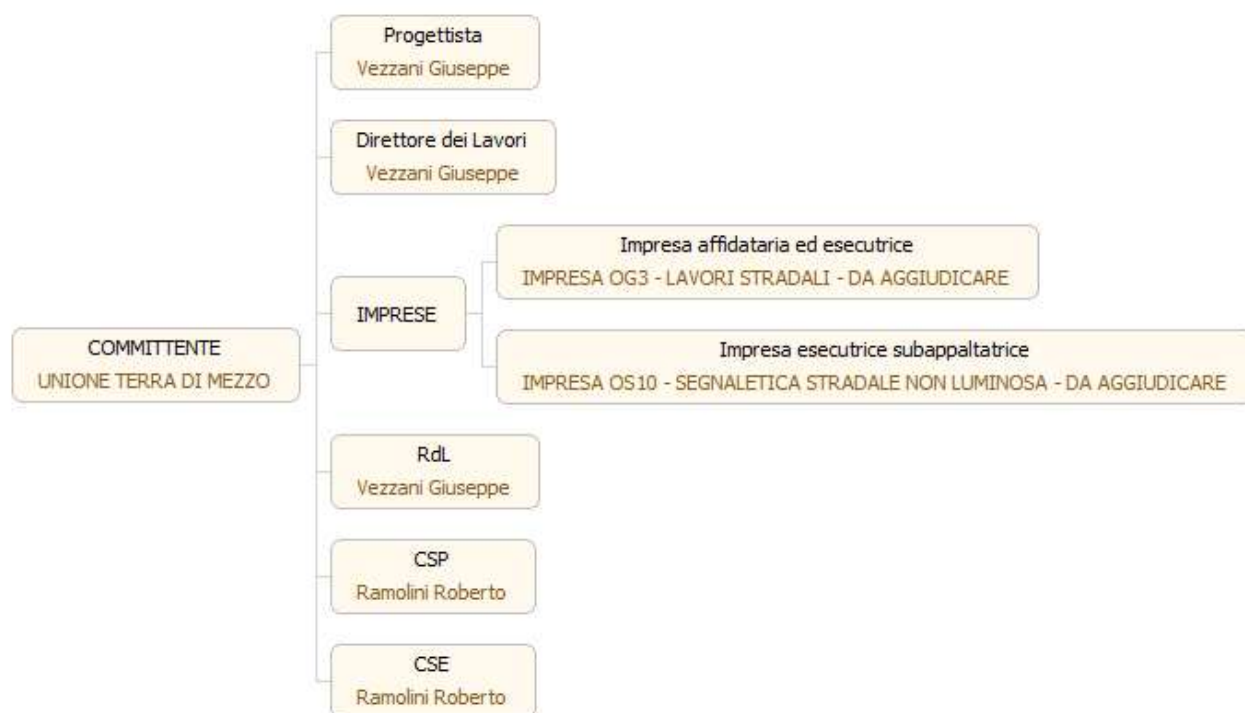 Progettista
Vezzani Giuseppe
Direttore dei Lavori
Vezzani Giuseppe
Impresa affidataria ed esecutrice
IMPRESA OG3 - LAVORI STRADALI - DA AGGIUDICARE
IMPRESE
COMMITTENTE
UNIONE TERRA DI MEZZO
Impresa esecutrice subappaltatrice
IMPRESA OS10 - SEGNALETICA STRADALE NON LUMINOSA - DA AGGIUDICARE
RdL
Vezzani Giuseppe
CSP
Ramolini Roberto
CSE
Ramolini Roberto